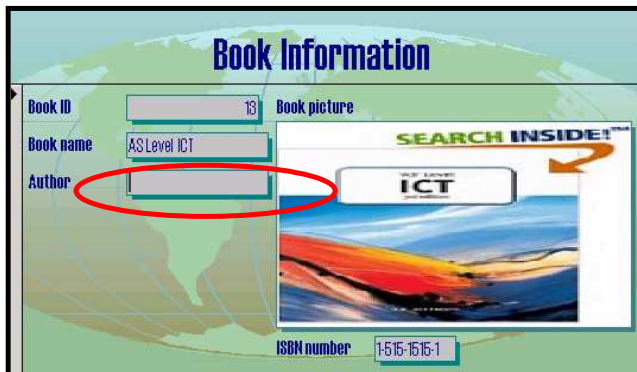 Book Information
Book ID 13 Book picture
Book name AS Level ICT
Author
SEARCH INSIDE!™
ICT
ISBN number 1-515-1515-1